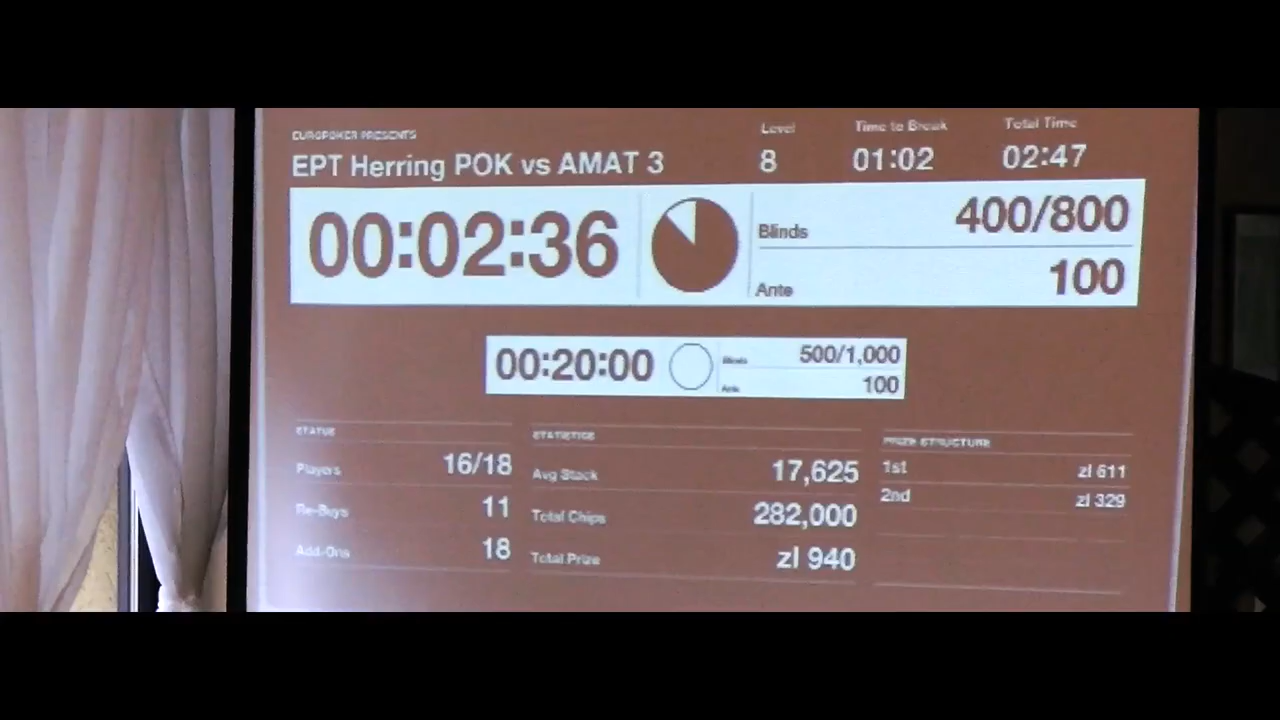 EUROPOKER PRESENTS
EPT Herring POK vs AMAT 3
Level
8
Time to Break
01:02
Total Time
02:47
00:02:36
Blinds 400/800
Ante 100
00:20:00
Blinds 500/1,000
Ante 100
STATUS
Players 16/18
Re-Buys 11
Add-Ons 18
STATISTICS
Avg Stack 17,625
Total Chips 282,000
Total Prize zl 940
PRIZE STRUCTURE
1st zl 611
2nd zl 329